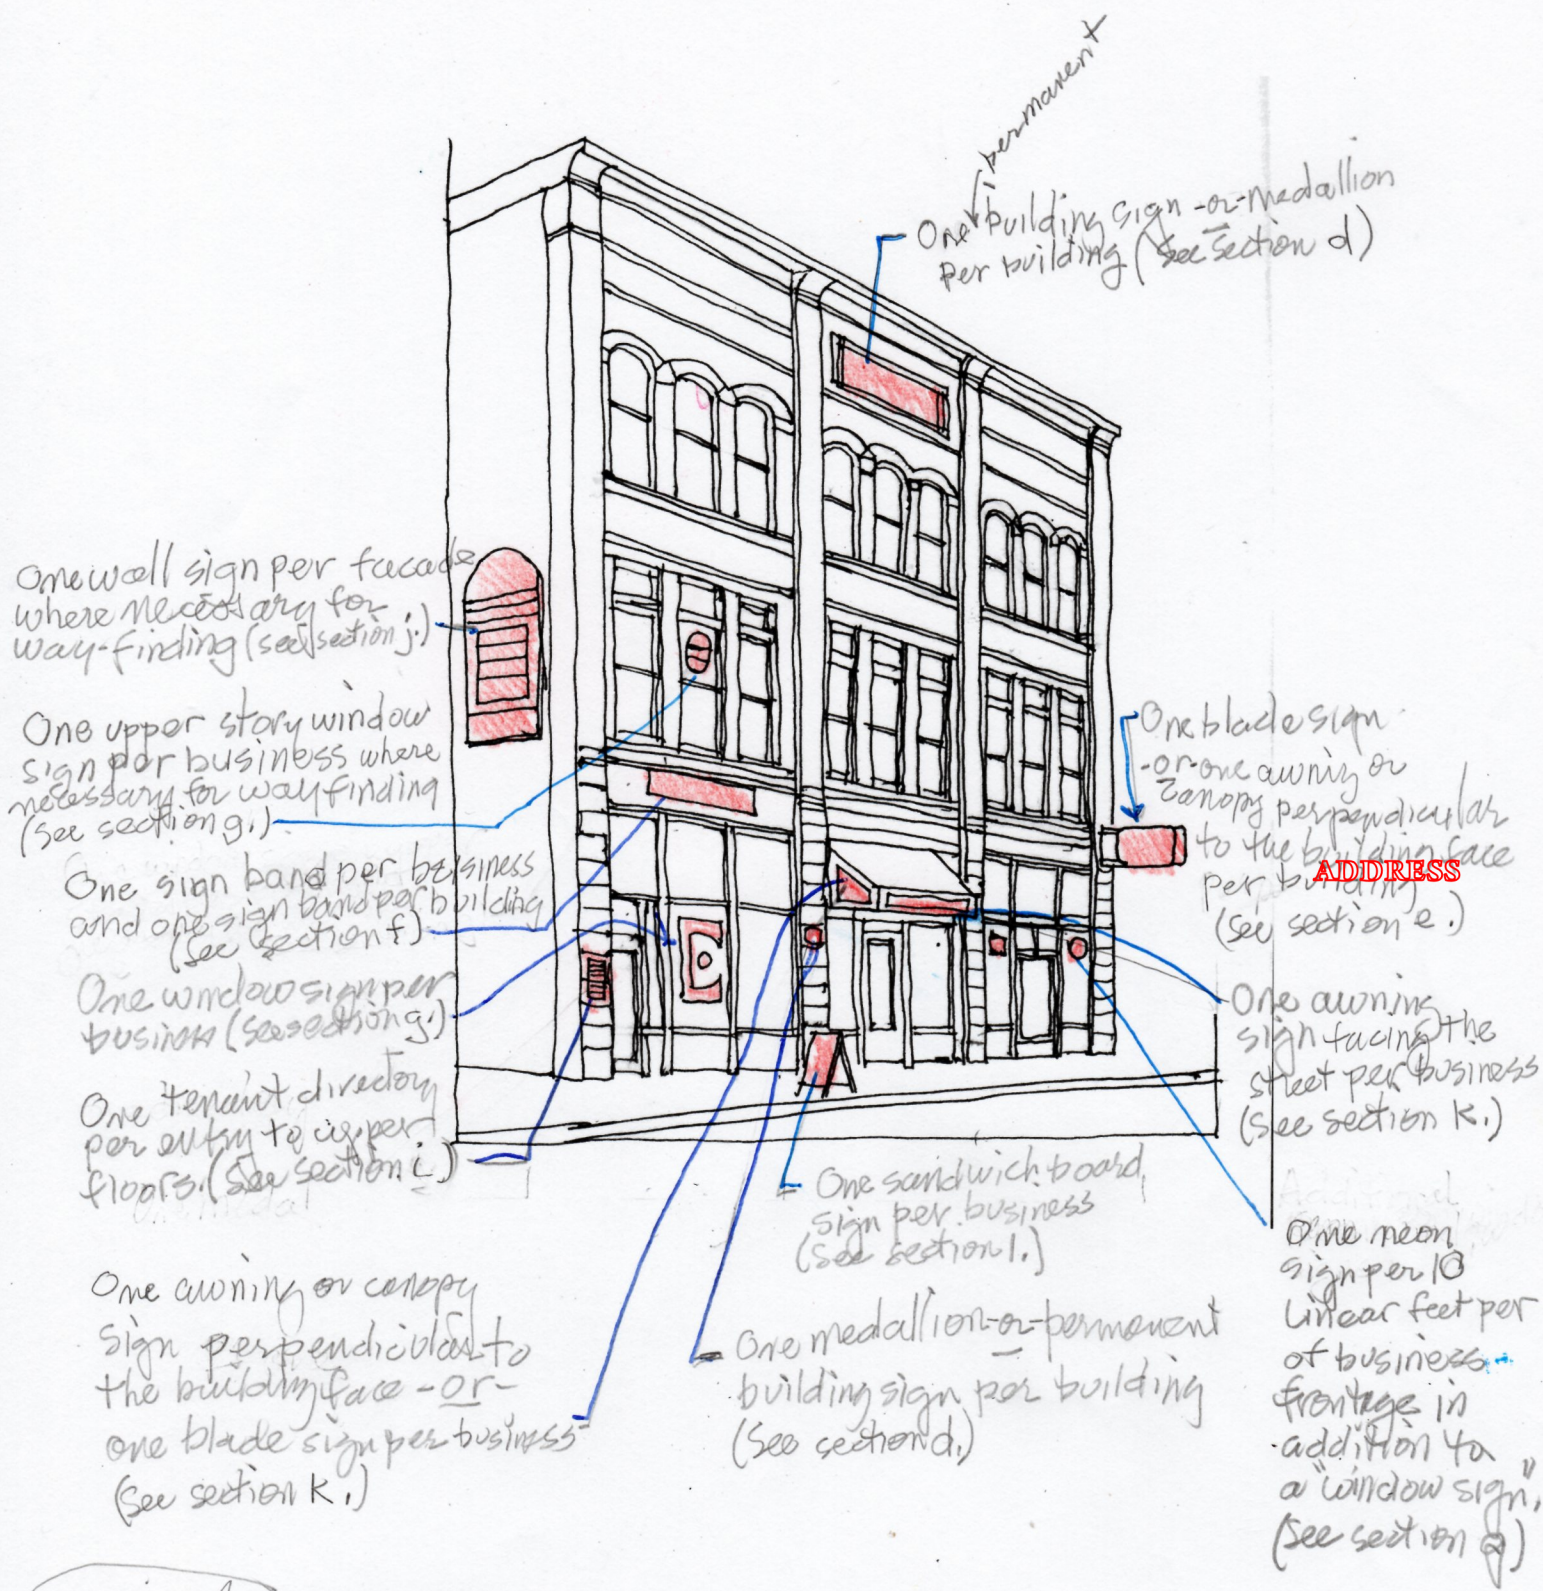 permanent
One building sign -or- medallion
per building (see section d)
One wall sign per facade
where necessary for
way-finding (see section j.)
One upper story window
sign per business where
necessary for wayfinding
(see section g.)
One sign band per business
and one sign band per building
(see section f)
One window sign per
business (see section g.)
One tenant directory
per entry to upper
floors. (See section i.)
One awning or canopy
sign perpendicular to
the building face -or-
one blade sign per business
(see section k.)
One sandwich board
sign per business
(see section l.)
One medallion -or- permanent
building sign per building
(See section d.)
One blade sign
-or- one awning or
canopy perpendicular
to the building face
ADDRESS
per building
(see section e.)
One awning
sign facing the
street per business
(see section k.)
Additional
One neon
sign per 10
linear feet per
of business
frontage in
addition to
a "window sign".
(See section g)